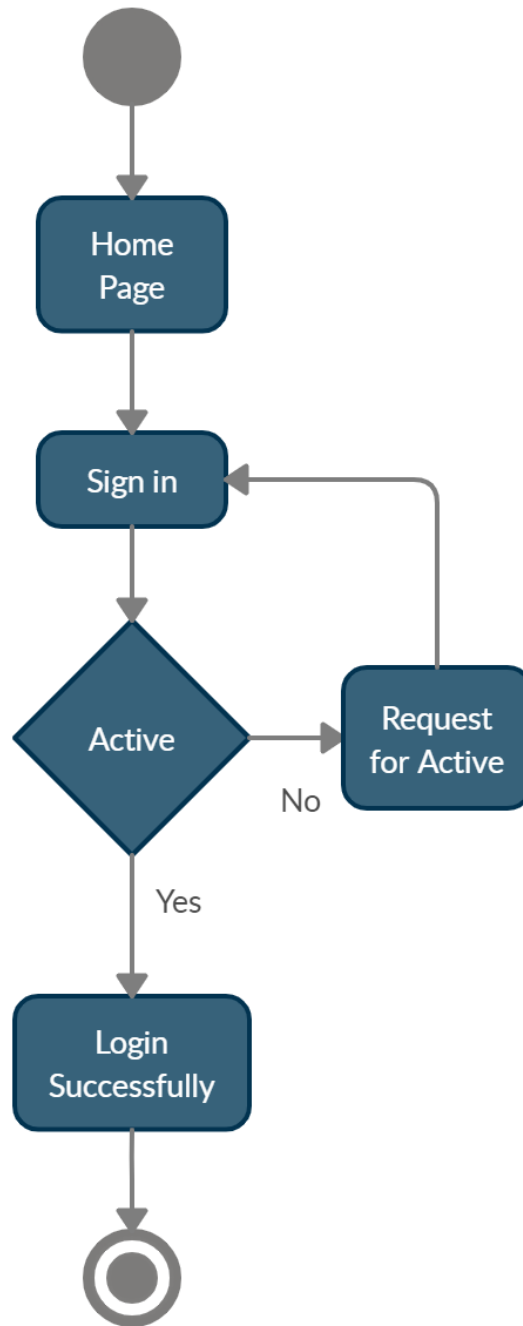 Home
Page
Sign in
Active
Request
for Active
No
Yes
Login
Successfully